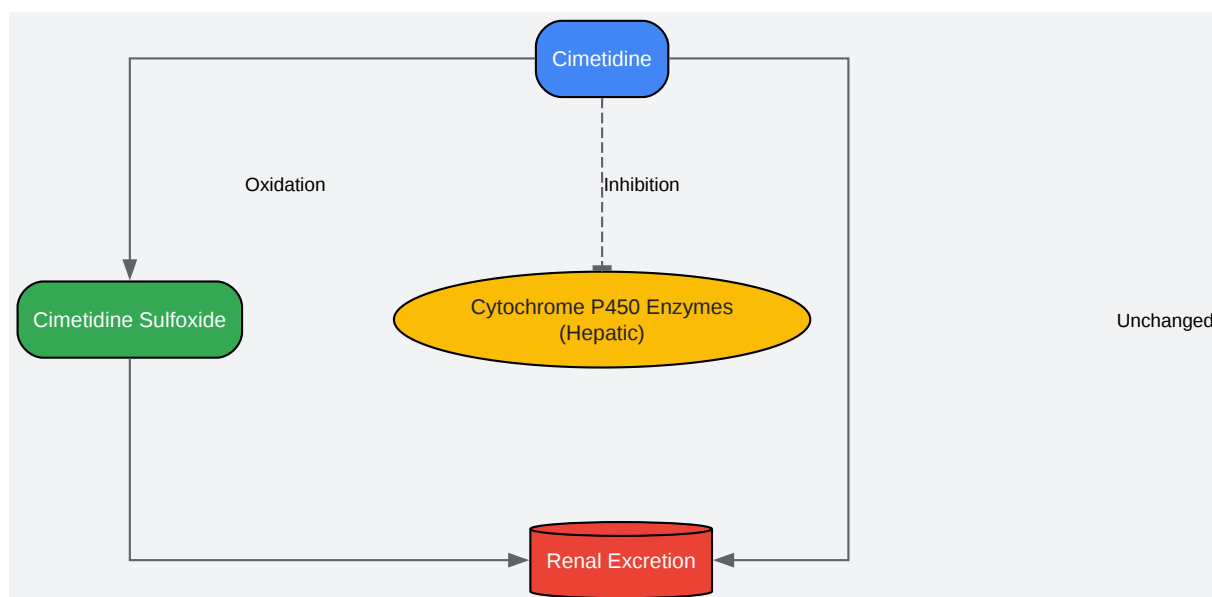 Cimetidine
Oxidation
Inhibition
Cimetidine Sulfoxide
Cytochrome P450 Enzymes
(Hepatic)
Unchanged
Renal Excretion